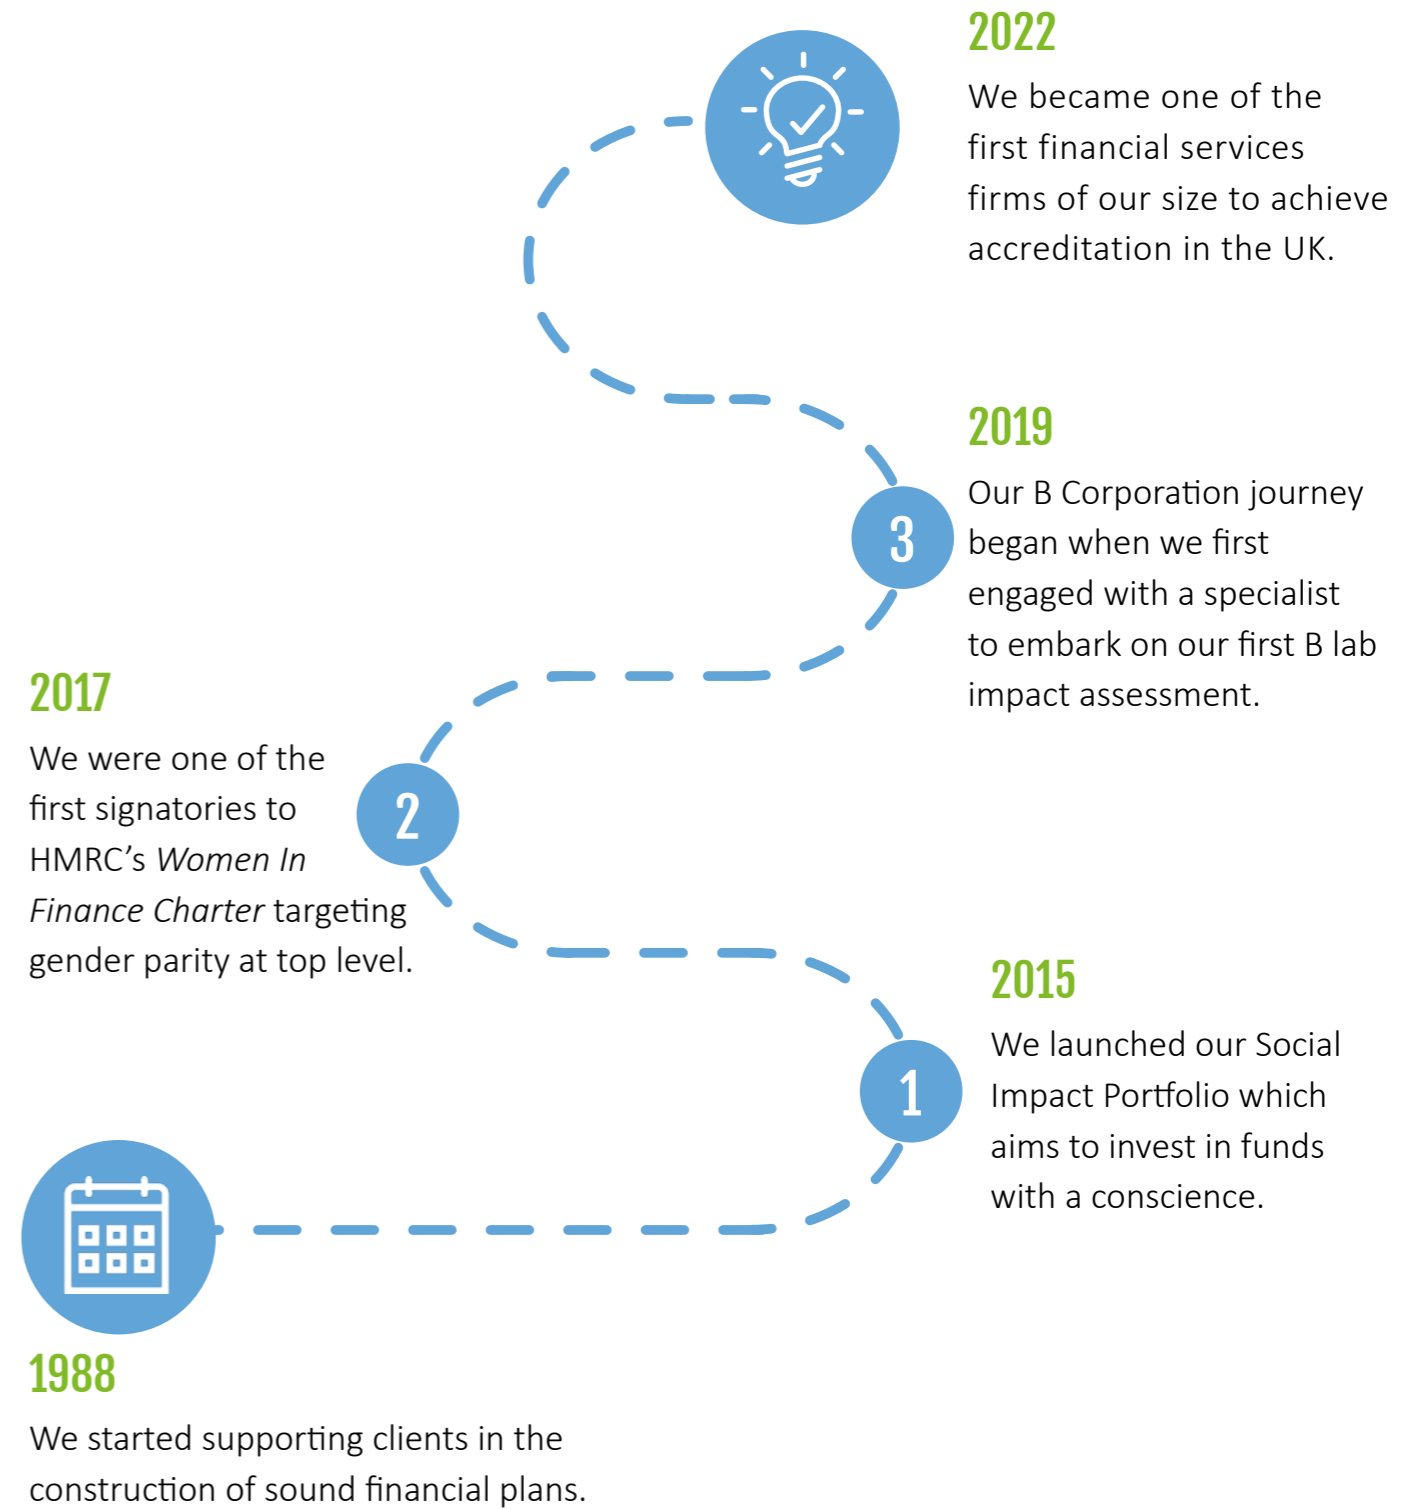 2022
We became one of the
first financial services
firms of our size to achieve
accreditation in the UK.
2019
Our B Corporation journey
began when we first
engaged with a specialist
to embark on our first B lab
impact assessment.
3
2017
We were one of the
first signatories to
HMRC’s Women In
Finance Charter targeting
gender parity at top level.
2
2015
We launched our Social
Impact Portfolio which
aims to invest in funds
with a conscience.
1
1988
We started supporting clients in the
construction of sound financial plans.